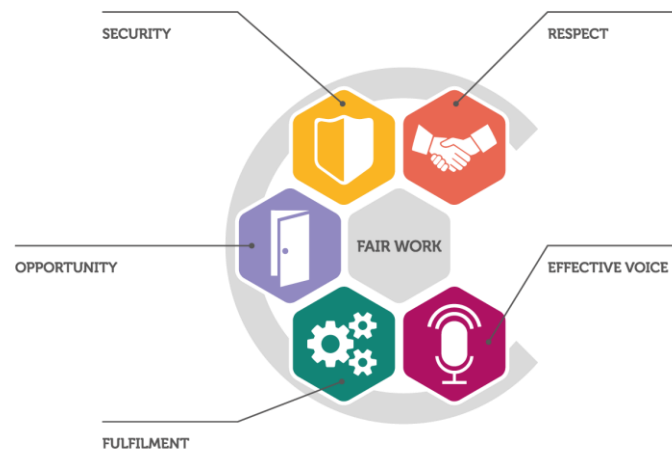 SECURITY
RESPECT
FAIR WORK
OPPORTUNITY
EFFECTIVE VOICE
FULFILMENT